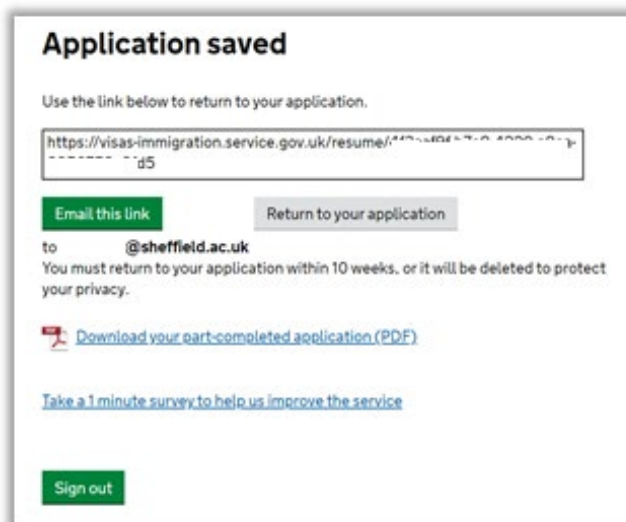 Application saved
Use the link below to return to your application.
https://visas-immigration.service.gov.uk/resume/
d5
Email this link
Return to your application
to @sheffield.ac.uk
You must return to your application within 10 weeks, or it will be deleted to protect
your privacy.
Download your part-completed application (PDF)
Take a 1 minute survey to help us improve the service
Sign out